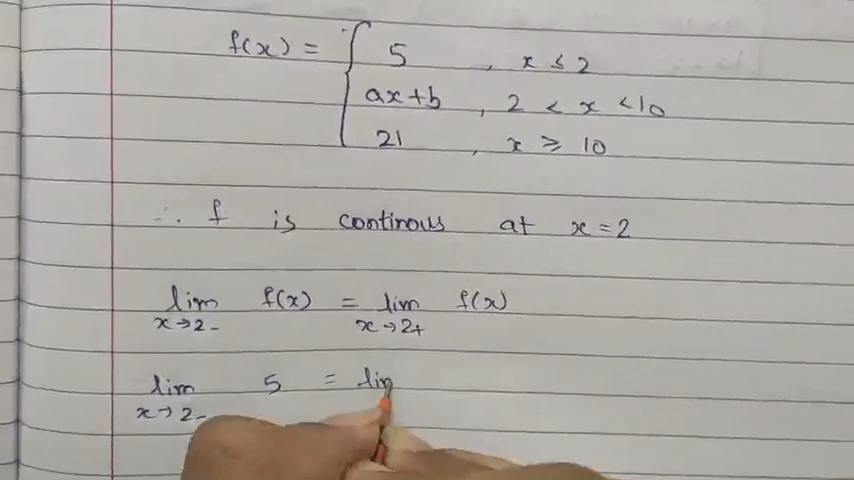 f(x) = { 5 , x ≤ 2
ax+b , 2 < x < 10
21 , x ≥ 10
∴ f is continous at x = 2
lim x→2- f(x) = lim x→2+ f(x)
lim x→2- 5 = lim